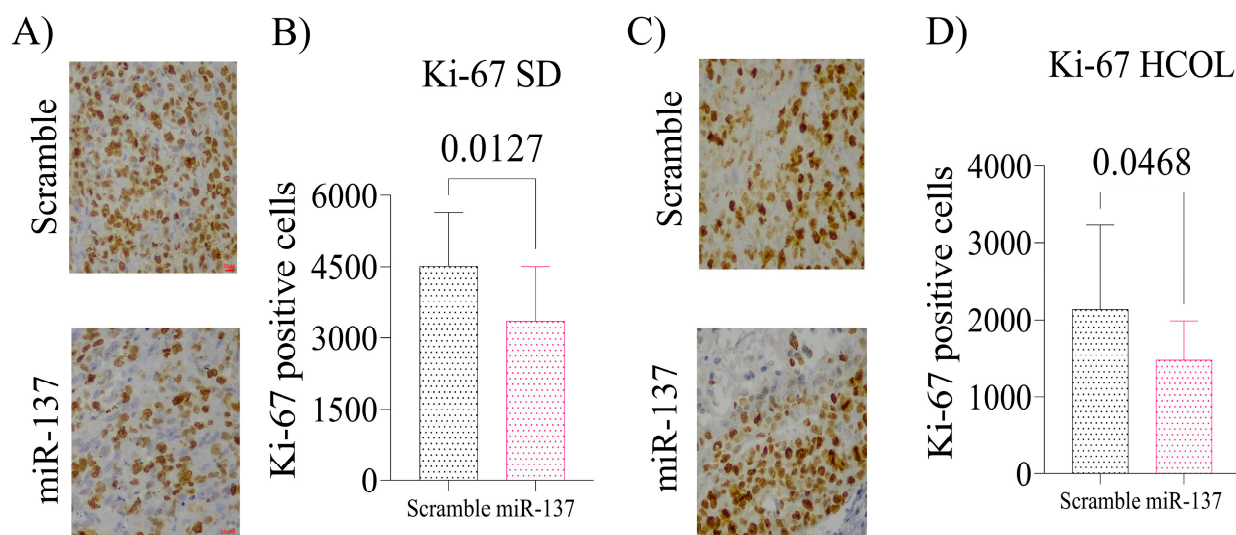 A)
Scramble
miR-137
B)
Ki-67 SD
0.0127
Ki-67 positive cells
6000
4500
3000
1500
0
Scramble miR-137
C)
Scramble
miR-137
D)
Ki-67 HCOL
0.0468
Ki-67 positive cells
4000
3000
2000
1000
0
Scramble miR-137